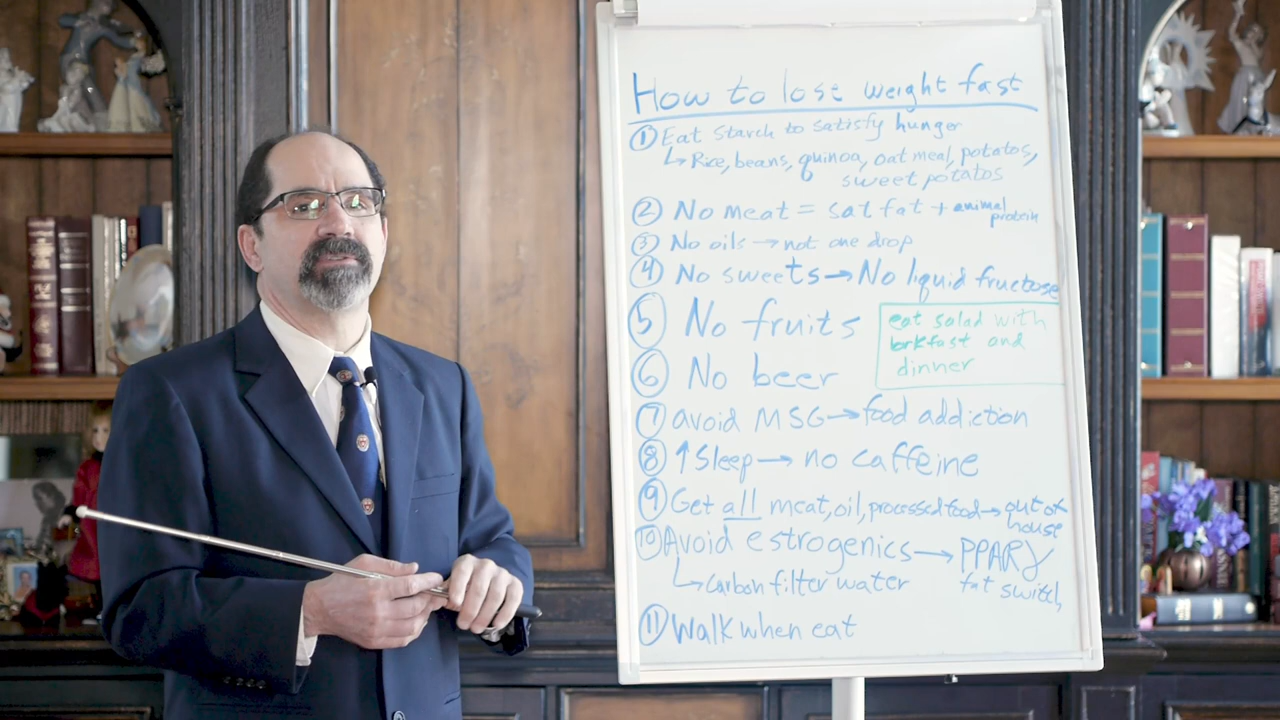 How to lose weight fast
① Eat starch to satisfy hunger
↳ Rice, beans, quinoa, oatmeal, potatos,
sweet potatos
② No meat = sat fat + animal protein
③ No oils → not one drop
④ No sweets → No liquid fructose
⑤ No fruits
⑥ No beer
eat salad with
brkfast and
dinner
⑦ avoid MSG → food addiction
⑧ ↑ Sleep → no caffeine
⑨ Get all meat, oil, processed food → out of house
⑩ Avoid estrogenics → PPARγ
↳ Carbon filter water
fat switch
⑪ Walk when eat